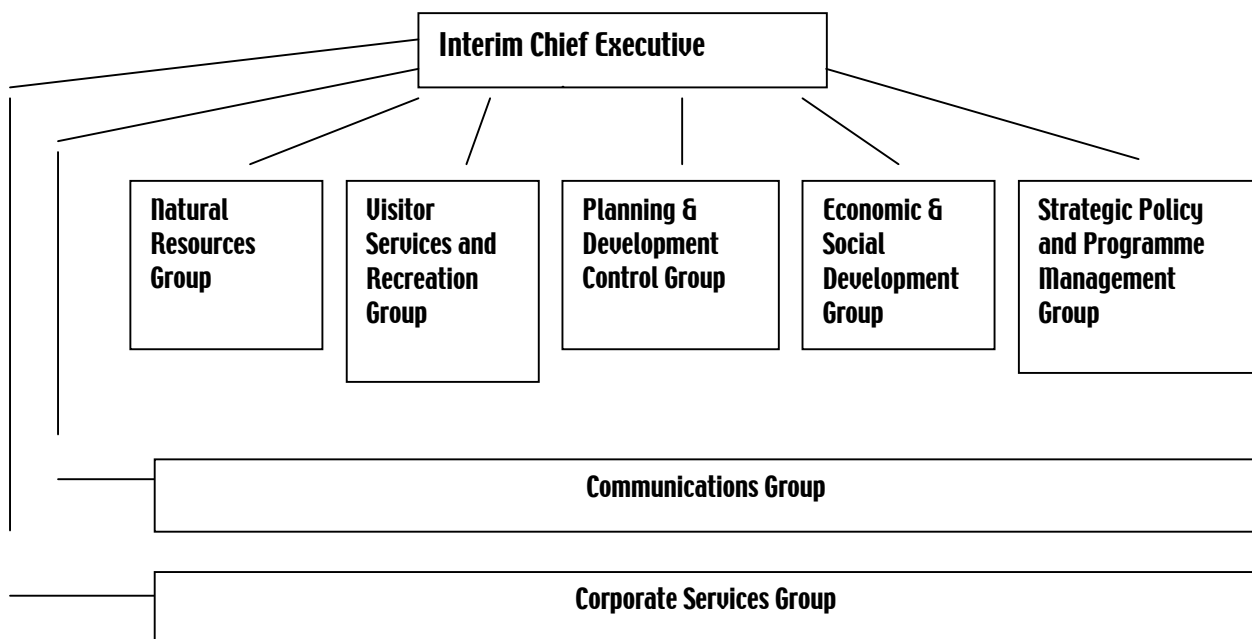 Interim Chief Executive
Natural
Resources
Group
Visitor
Services and
Recreation
Group
Planning &
Development
Control Group
Economic &
Social
Development
Group
Strategic Policy
and Programme
Management
Group
Communications Group
Corporate Services Group